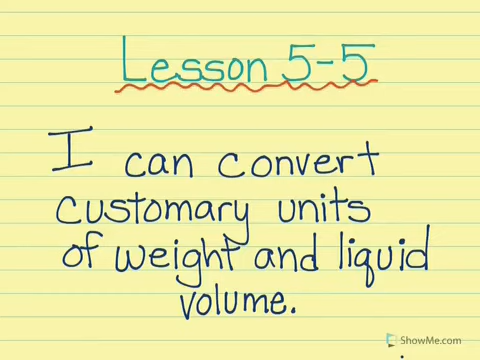 Lesson 5-5
I can convert
customary units
of weight and liquid
volume.
ShowMe.com